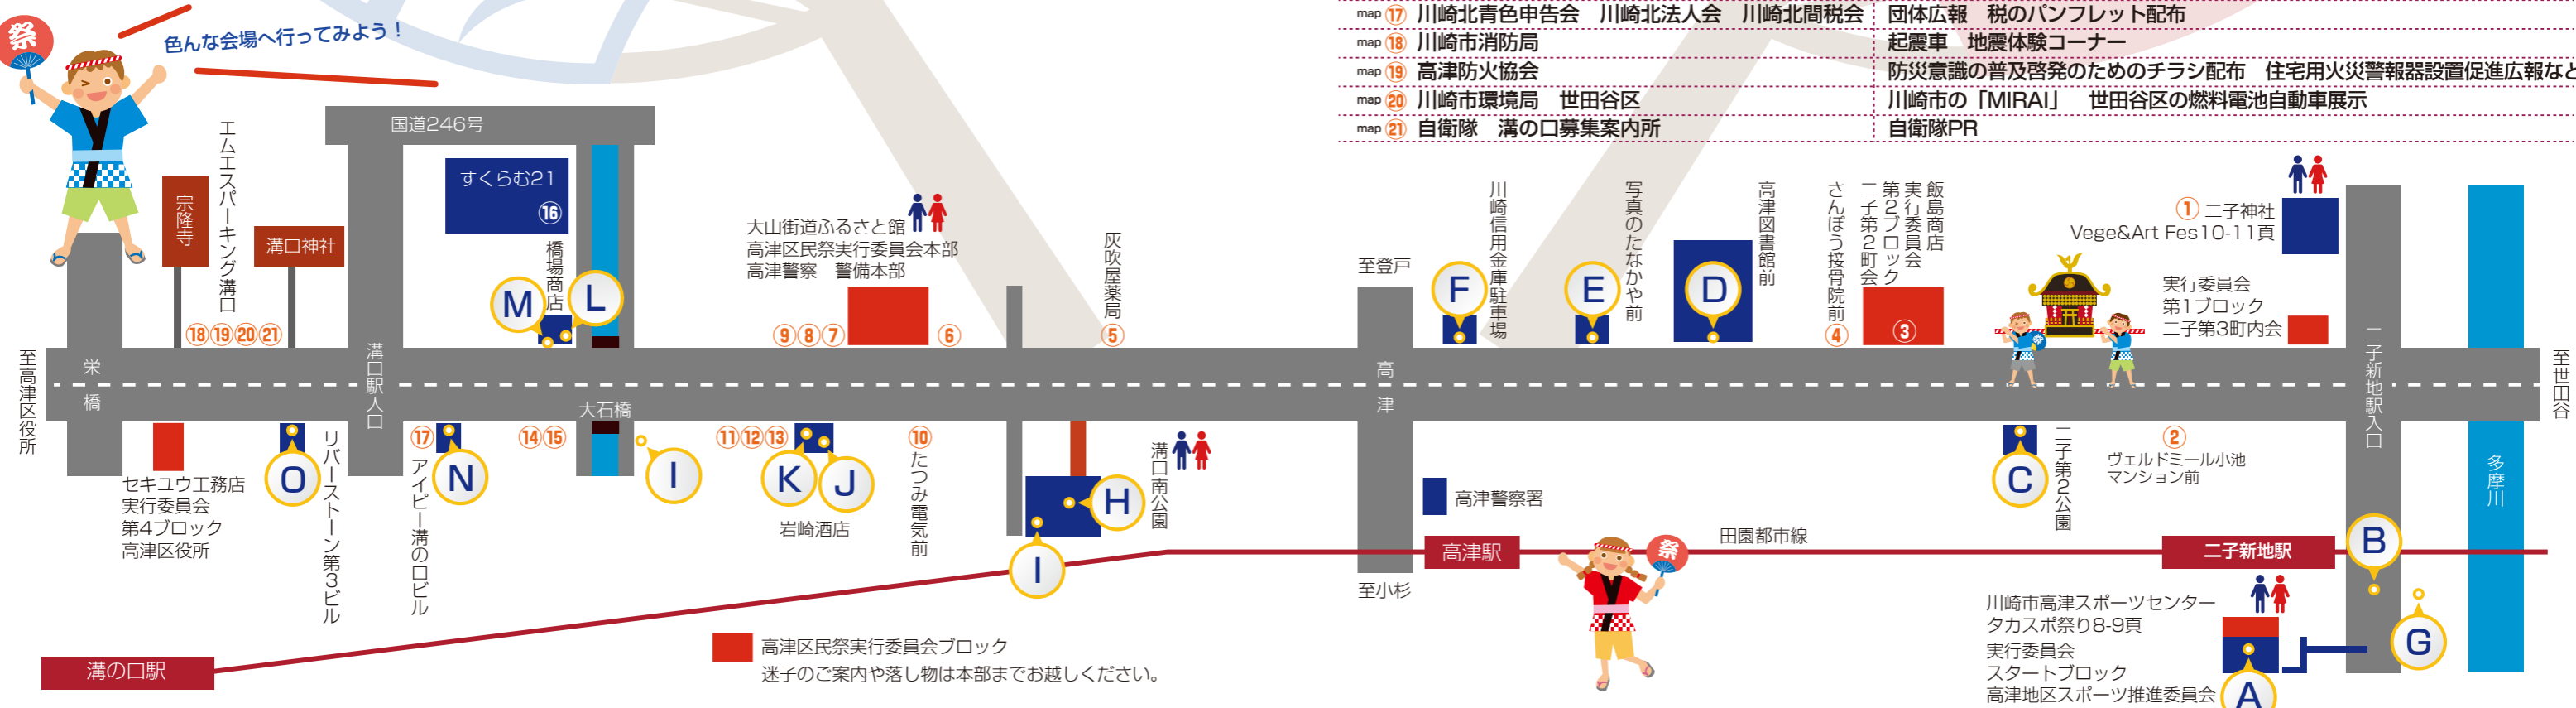 祭
色んな会場へ行ってみよう！
map ⑰ 川崎北青色申告会　川崎北法人会　川崎北間税会 団体広報　税のパンフレット配布
map ⑱ 川崎市消防局 起震車　地震体験コーナー
map ⑲ 高津防火協会 防災意識の普及啓発のためのチラシ配布　住宅用火災警報器設置促進広報など
map ⑳ 川崎市環境局　世田谷区 川崎市の「MIRAI」　世田谷区の燃料電池自動車展示
map ㉑ 自衛隊　溝の口募集案内所 自衛隊PR
国道246号
宗隆寺
エムエスパーキング溝口
溝口神社
⑱⑲⑳㉑
すくらむ21
⑯
橋場商店
M
L
大山街道ふるさと館
高津区民祭実行委員会本部
高津警察　警備本部
⑨⑧⑦
⑥
灰吹屋薬局
⑤
至登戸
F
川崎信用金庫駐車場
E
写真のたなかや前
D
高津図書館前
さんぽう接骨院前
④
飯島商店
実行委員会
第2ブロック
二子第2町会
③
① 二子神社
Vege&Art Fes10-11頁
実行委員会
第1ブロック
二子第3町内会
祭
至高津区役所
栄橋
溝口駅入口
大石橋
高津
二子新地駅入口
至世田谷
多摩川
セキユウ工務店
実行委員会
第4ブロック
高津区役所
O
リバーストーン第3ビル
⑰
アイビー溝の口ビル
N
⑭⑮
I
⑪⑫⑬
K
J
岩崎酒店
⑩
たつみ電気前
H
I
溝口南公園
高津警察署
C
二子第2公園
②
ヴェルドミール小池
マンション前
至小杉
高津駅
田園都市線
二子新地駅
溝の口駅
祭
B
G
A
川崎市高津スポーツセンター
タカスポ祭り8-9頁
実行委員会
スタートブロック
高津地区スポーツ推進委員会
高津区民祭実行委員会ブロック
迷子のご案内や落し物は本部までお越しください。